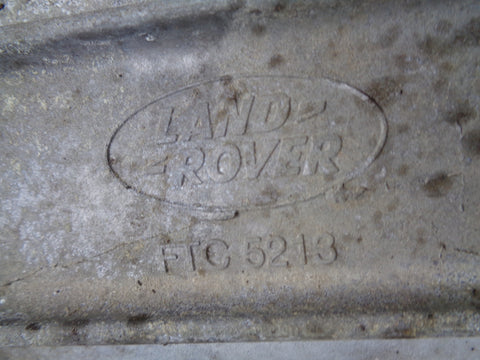 LAND
ROVER
FTC 5213